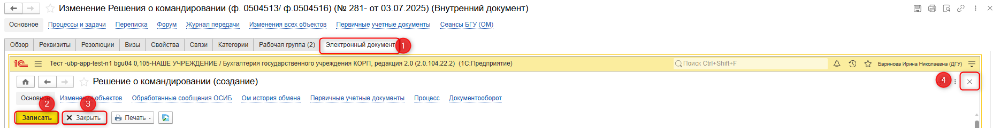 Изменение Решения о командировании (ф. 0504513/ ф.0504516) (№ 281- от 03.07.2025) (Внутренний документ)
Основное Процессы и задачи Переписка Форум Журнал передачи Изменения всех объектов Первичные учетные документы Сеансы БГУ (ОМ)
Обзор Реквизиты Резолюции Визы Свойства Связи Категории Рабочая группа (2) Электронный документ 1
1С Тест -ubp-app-test-n1 bgu04 0,105-НАШЕ УЧРЕЖДЕНИЕ / Бухгалтерия государственного учреждения КОРП, редакция 2.0 (2.0.104.22.2) (1С:Предприятие) Поиск Ctrl+Shift+F Баринова Ирина Николаевна (ДГУ)
Решение о командировании (создание) 4
Основное Изменения объектов Обработанные сообщения ОСИБ Ом история обмена Первичные учетные документы Процесс Документооборот
2 3
Записать Закрыть Печать